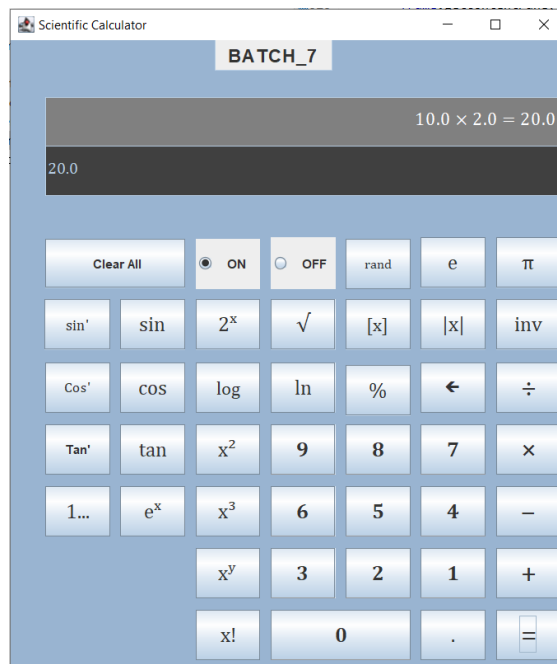 Scientific Calculator
BATCH_7
10.0 × 2.0 = 20.0
20.0
Clear All ON OFF rand e π
sin' sin 2ˣ √ [x] |x| inv
Cos' cos log ln % 🡰 ÷
Tan' tan x² 9 8 7 ×
1... eˣ x³ 6 5 4 −
xʸ 3 2 1 +
x! 0 . =